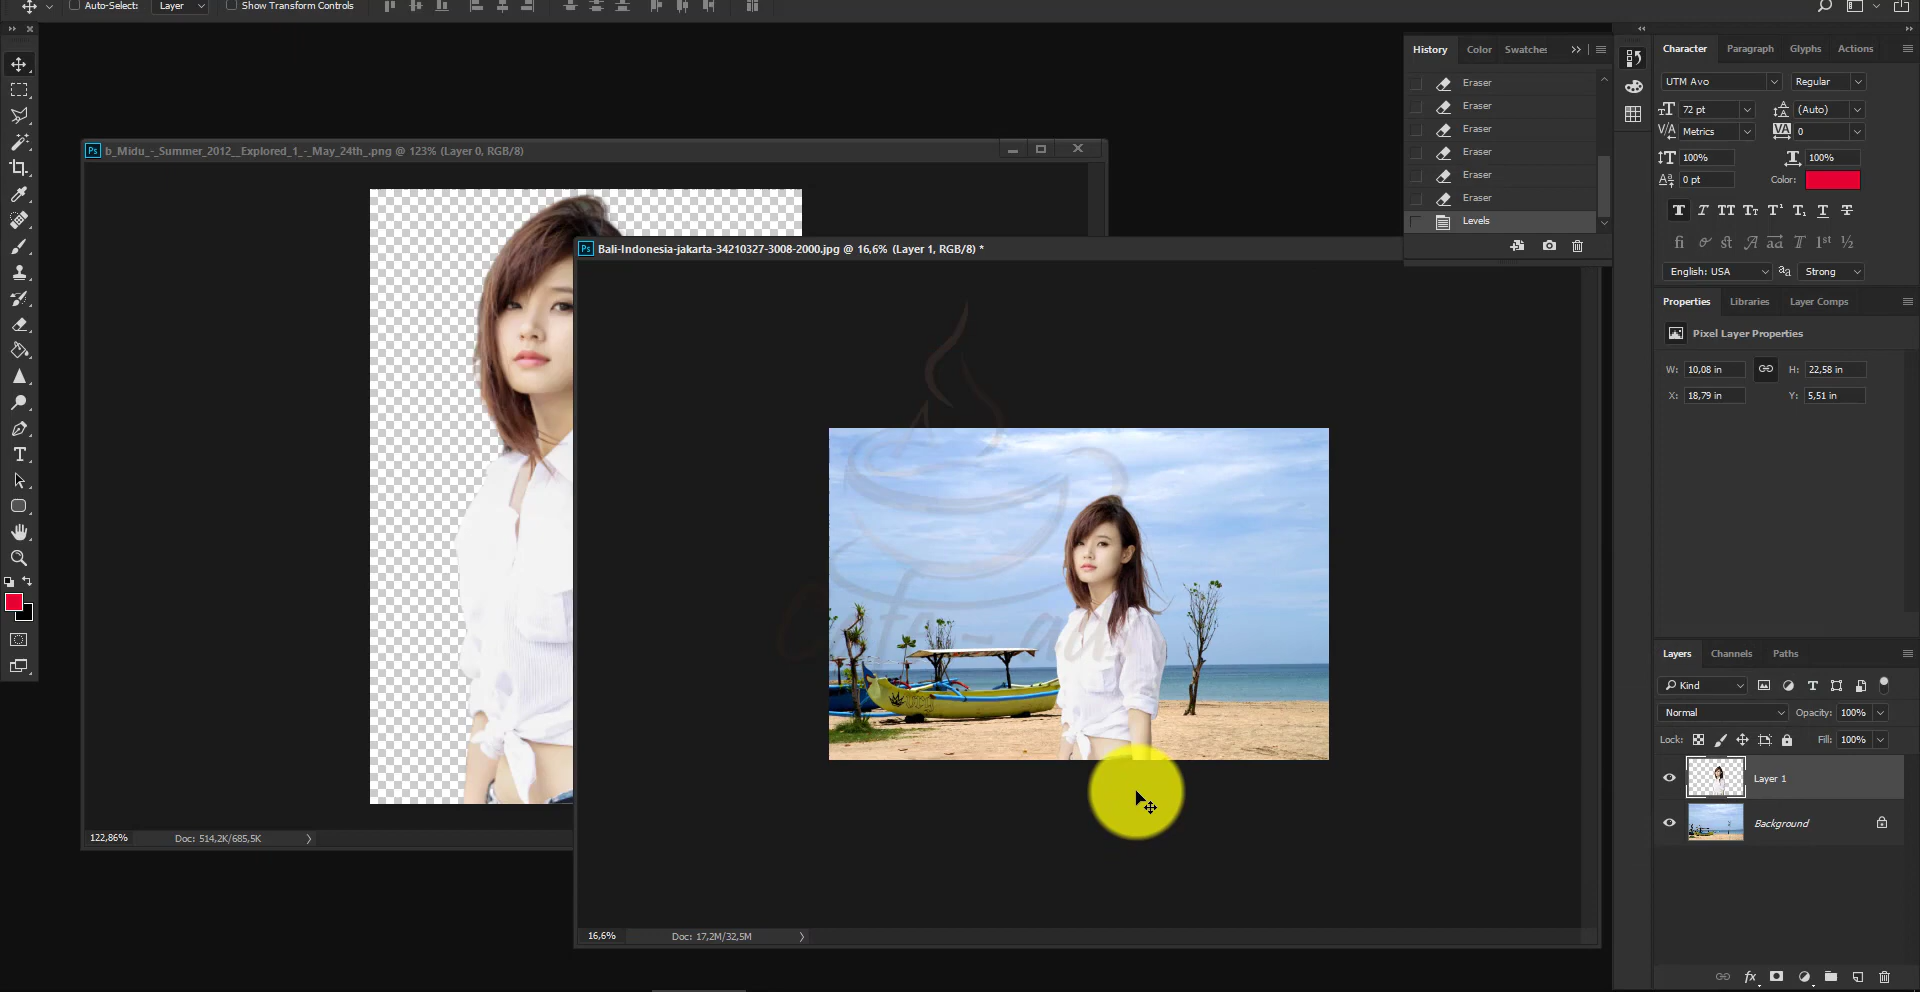 Auto-Select: Layer Show Transform Controls
History Color Swatches
Eraser
Eraser
Eraser
Eraser
Eraser
Eraser
Levels
Character Paragraph Glyphs Actions
UTM Avo Regular
72 pt (Auto)
Metrics 0
100% 100%
0 pt Color:
English: USA Strong
Properties Libraries Layer Comps
Pixel Layer Properties
W: 10,08 in H: 22,58 in
X: 18,79 in Y: 5,51 in
Layers Channels Paths
Kind
Normal Opacity: 100%
Lock: Fill: 100%
Layer 1
Background
Ps b_Midu_-_Summer_2012__Explored_1_-_May_24th_.png @ 123% (Layer 0, RGB/8)
122,86% Doc: 514,2K/685,5K
Ps Bali-Indonesia-jakarta-34210327-3008-2000.jpg @ 16,6% (Layer 1, RGB/8) *
16,6% Doc: 17,2M/32,5M